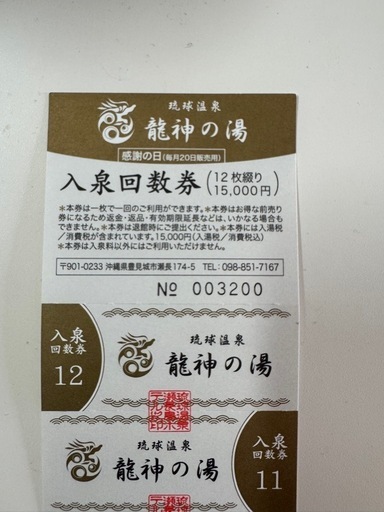 琉球温泉
龍神の湯
感謝の日(毎月20日販売用)
入泉回数券(12枚綴り 15,000円)
*本券は一枚で一回のご利用ができます。*本券はお得な前売り
券になるため返金・返品・有効期限延長などは、いかなる場合も
できません。*本券は退館時にご提出ください。*本券には入湯税
/消費税が含まれています。15,000円(入湯税/消費税込)
*本券は入泉料以外にはご利用いただけません。
〒901-0233 沖縄県豊見城市瀬長174-5 TEL:098-851-7167
№ 003200
入泉
回数券
12
琉球温泉
龍神の湯
琉球温泉
龍神の湯
入泉
回数券
11